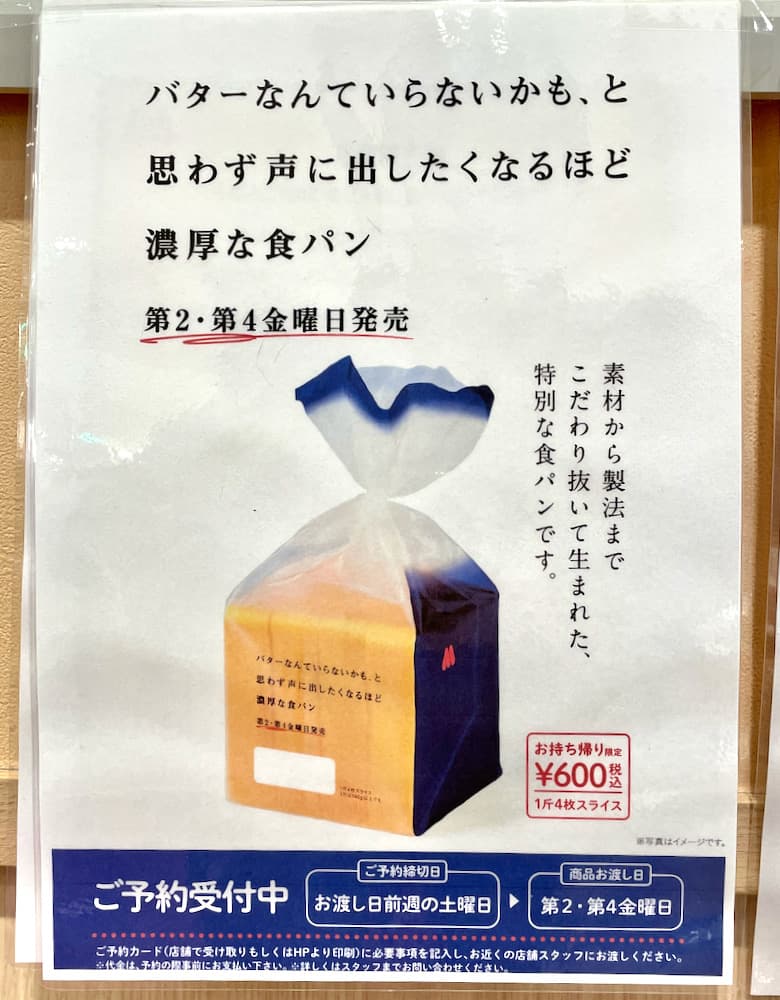 バターなんていらないかも、と
思わず声に出したくなるほど
濃厚な食パン
第2・第4金曜日発売
素材から製法まで
こだわり抜いて生まれた、
特別な食パンです。
バターなんていらないかも、と
思わず声に出したくなるほど
濃厚な食パン
第2・第4金曜日発売
お持ち帰り限定
¥600税込
1斤4枚スライス
※写真はイメージです。
ご予約受付中
ご予約締切日
お渡し日前週の土曜日
商品お渡し日
第2・第4金曜日
ご予約カード(店舗で受け取りもしくはHPより印刷)に必要事項を記入し、お近くの店舗スタッフにお渡しください。
※代金は、予約の際事前にお支払い下さい。※詳しくはスタッフまでお問い合わせください。